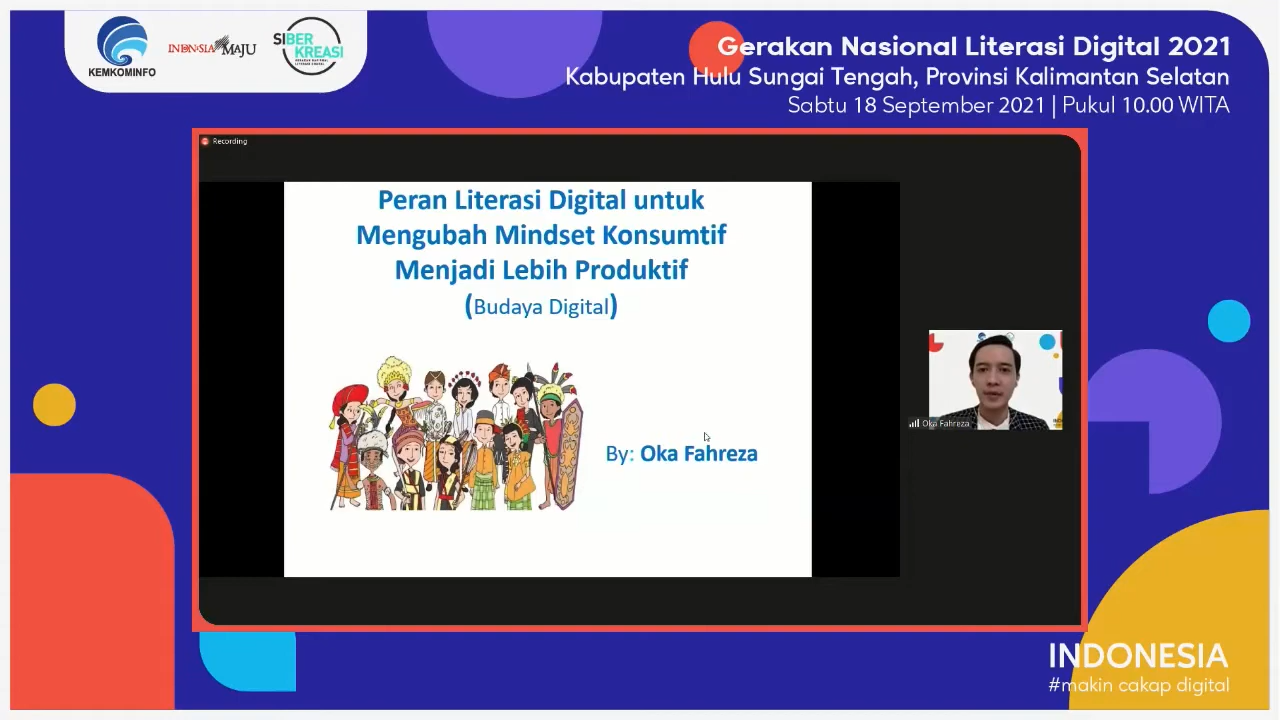 KEMKOMINFO
INDONESIA MAJU
SIBER
KREASI
Gerakan Nasional Literasi Digital 2021
Kabupaten Hulu Sungai Tengah, Provinsi Kalimantan Selatan
Sabtu 18 September 2021 | Pukul 10.00 WITA
Recording
Peran Literasi Digital untuk
Mengubah Mindset Konsumtif
Menjadi Lebih Produktif
(Budaya Digital)
By: Oka Fahreza
Oka Fahreza
INDONESIA
#makin cakap digital